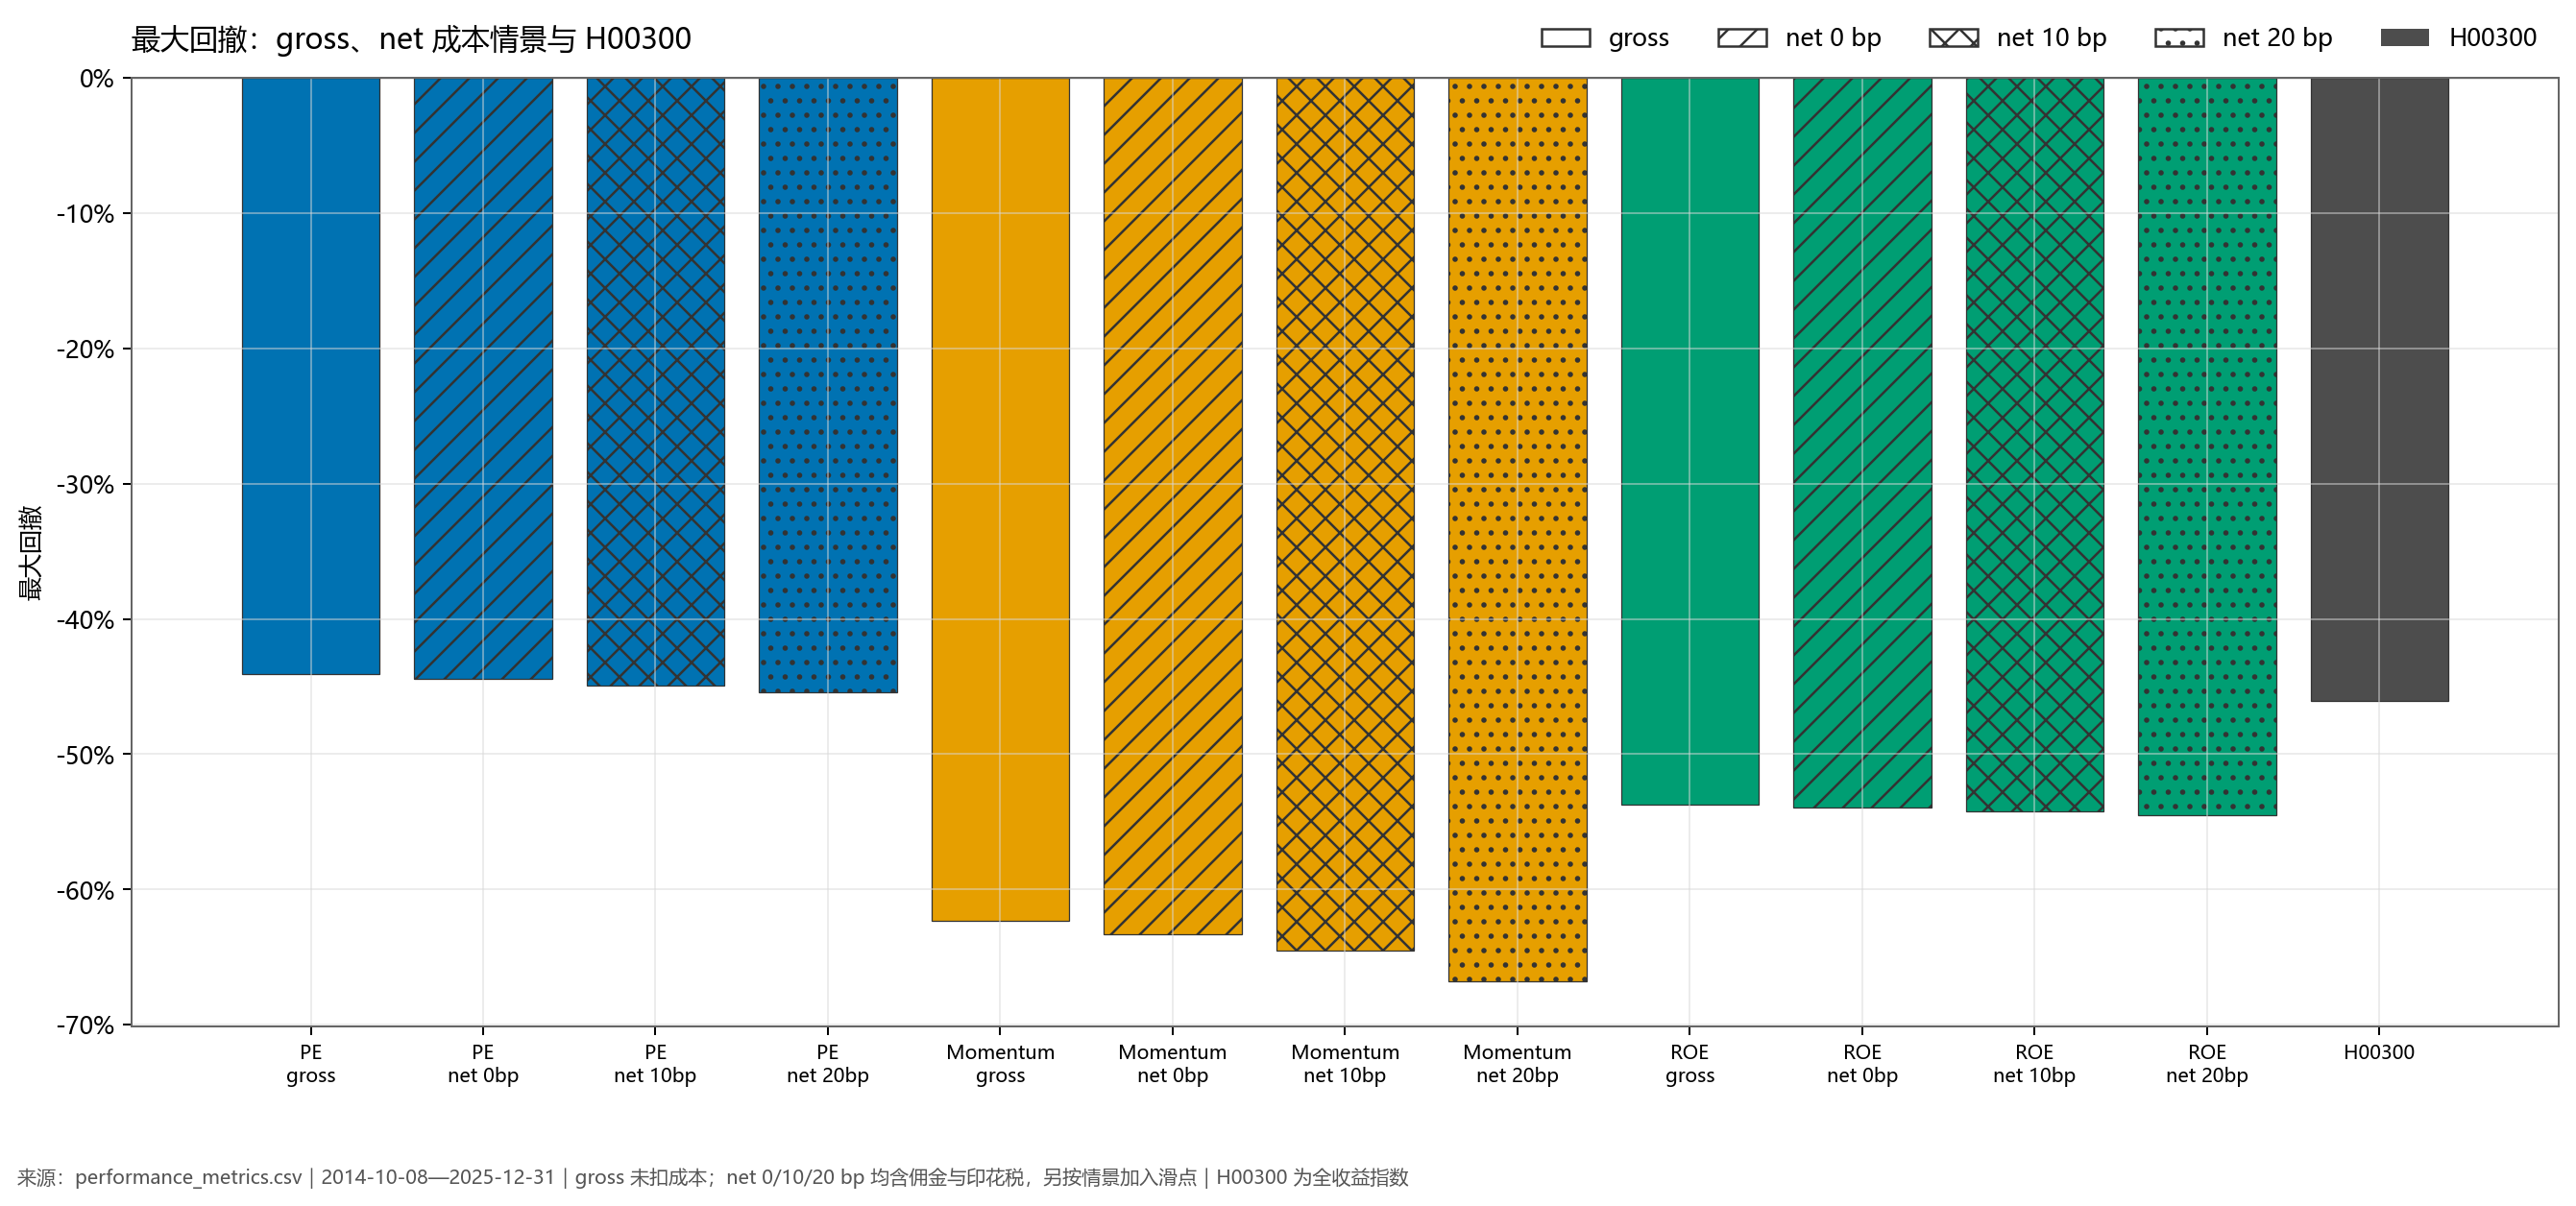 最大回撤：gross、net 成本情景与 H00300
gross
net 0 bp
net 10 bp
net 20 bp
H00300
最大回撤
0%
-10%
-20%
-30%
-40%
-50%
-60%
-70%
PE
gross
PE
net 0bp
PE
net 10bp
PE
net 20bp
Momentum
gross
Momentum
net 0bp
Momentum
net 10bp
Momentum
net 20bp
ROE
gross
ROE
net 0bp
ROE
net 10bp
ROE
net 20bp
H00300
来源：performance_metrics.csv | 2014-10-08—2025-12-31 | gross 未扣成本；net 0/10/20 bp 均含佣金与印花税，另按情景加入滑点 | H00300 为全收益指数